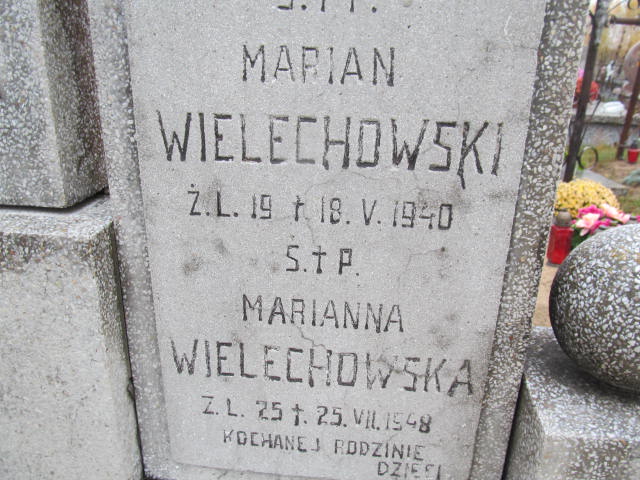 Ś.†P.
MARIAN
WIELECHOWSKI
Ż.L. 19 †. 18.V.1940
Ś.†P.
MARIANNA
WIELECHOWSKA
Ż.L. 25 †. 25.VII.1948
KOCHANEJ RODZINIE
DZIECI